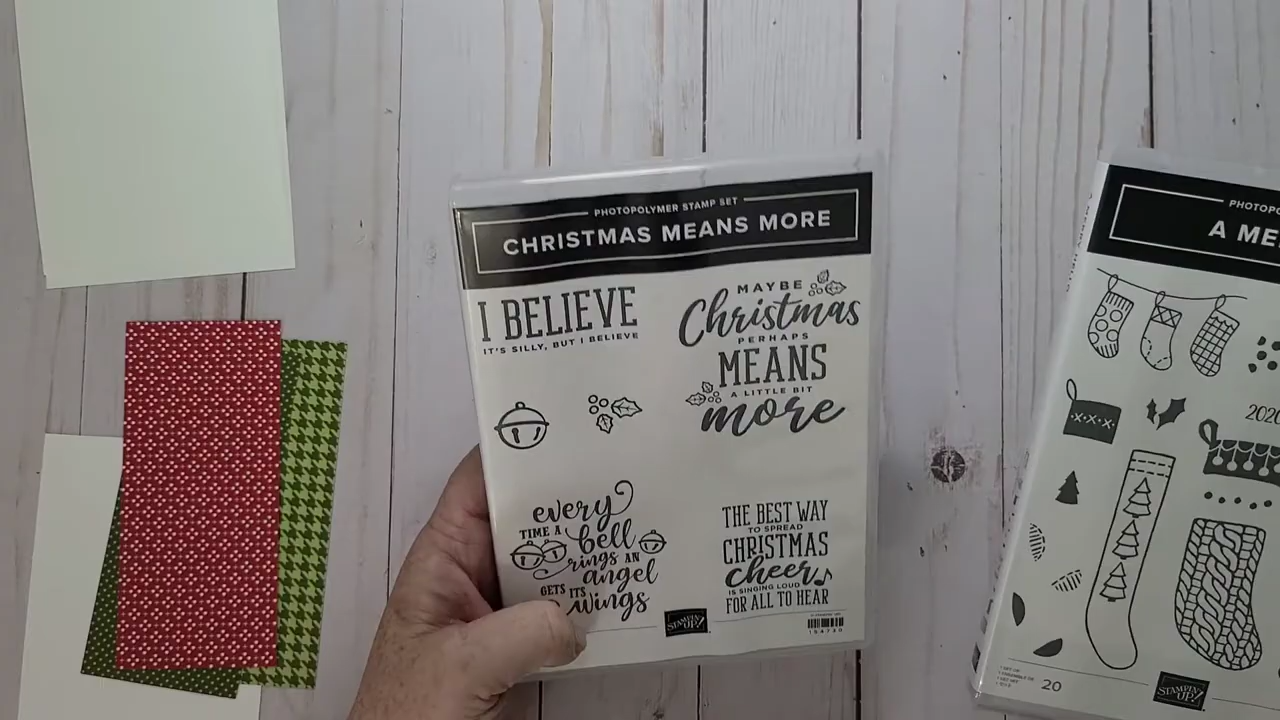 PHOTOPOLYMER STAMP SET
CHRISTMAS MEANS MORE
I BELIEVE
IT'S SILLY, BUT I BELIEVE
MAYBE
Christmas
PERHAPS
MEANS
A LITTLE BIT
more
every
TIME A
bell
rings AN
angel
GETS ITS
wings
THE BEST WAY
TO SPREAD
CHRISTMAS
cheer
IS SINGING LOUD
FOR ALL TO HEAR
STAMPIN' UP!
154730
PHOTOPO
A ME
2020
20
STAMPIN' UP!